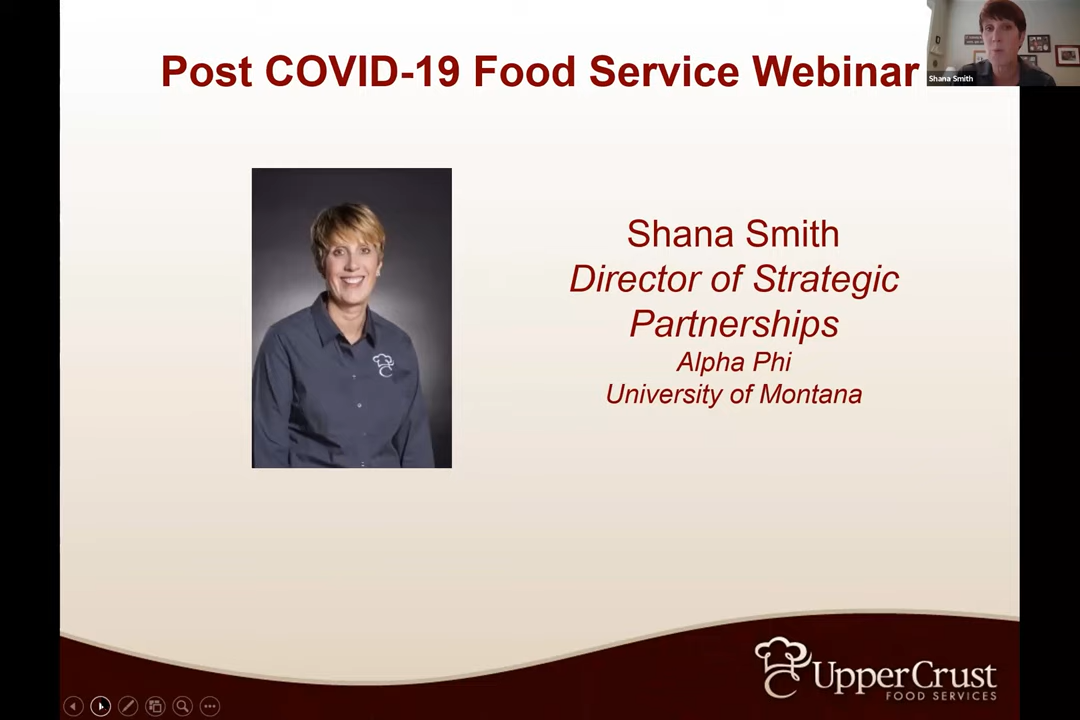 Post COVID-19 Food Service Webinar
Shana Smith
Shana Smith
Director of Strategic
Partnerships
Alpha Phi
University of Montana
UpperCrust
FOOD SERVICES